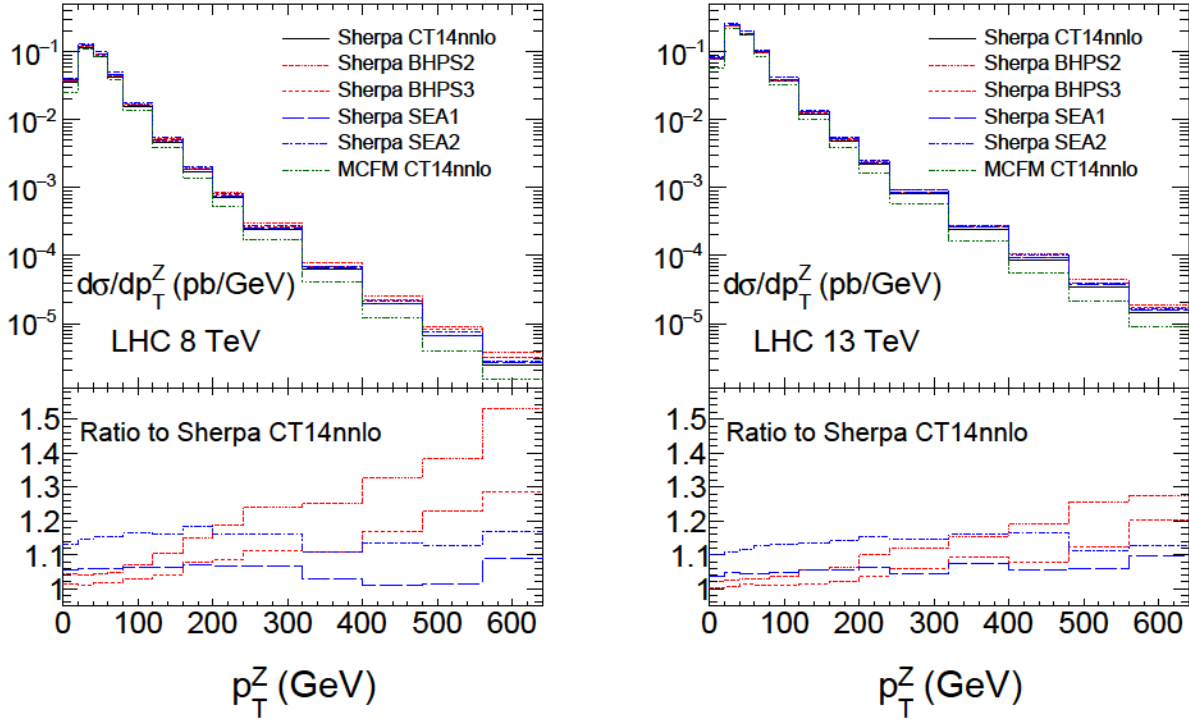 10⁻¹
10⁻²
10⁻³
10⁻⁴
10⁻⁵
Sherpa CT14nnlo
Sherpa BHPS2
Sherpa BHPS3
Sherpa SEA1
Sherpa SEA2
MCFM CT14nnlo
dσ/dp_T^Z (pb/GeV)
LHC 8 TeV
1.5
1.4
1.3
1.2
1.1
1
Ratio to Sherpa CT14nnlo
0 100 200 300 400 500 600
p_T^Z (GeV)
10⁻¹
10⁻²
10⁻³
10⁻⁴
10⁻⁵
Sherpa CT14nnlo
Sherpa BHPS2
Sherpa BHPS3
Sherpa SEA1
Sherpa SEA2
MCFM CT14nnlo
dσ/dp_T^Z (pb/GeV)
LHC 13 TeV
1.5
1.4
1.3
1.2
1.1
1
Ratio to Sherpa CT14nnlo
0 100 200 300 400 500 600
p_T^Z (GeV)